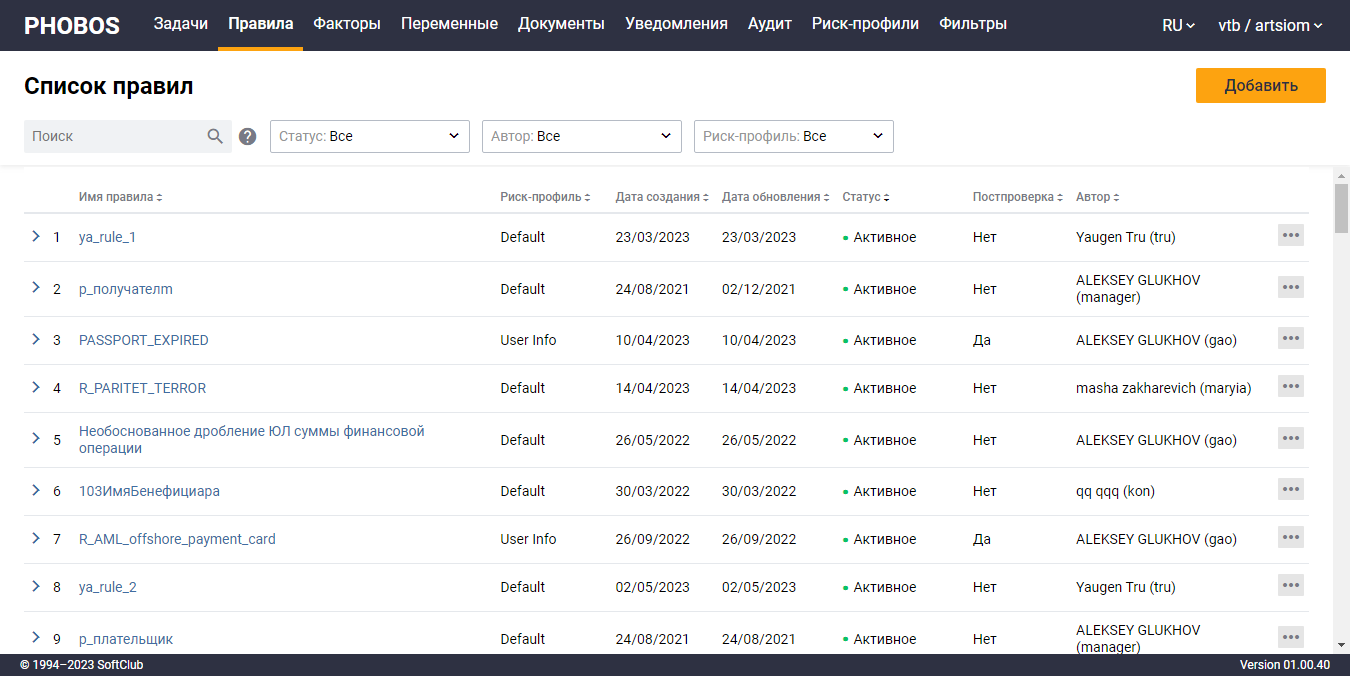 PHOBOS Задачи Правила Факторы Переменные Документы Уведомления Аудит Риск-профили Фильтры RU vtb / artsiom
Список правил Добавить
Поиск Статус: Все Автор: Все Риск-профиль: Все
Имя правила Риск-профиль Дата создания Дата обновления Статус Постпроверка Автор
1 ya_rule_1 Default 23/03/2023 23/03/2023 Активное Нет Yaugen Tru (tru)
2 р_получателm Default 24/08/2021 02/12/2021 Активное Нет ALEKSEY GLUKHOV
(manager)
3 PASSPORT_EXPIRED User Info 10/04/2023 10/04/2023 Активное Да ALEKSEY GLUKHOV (gao)
4 R_PARITET_TERROR Default 14/04/2023 14/04/2023 Активное Нет masha zakharevich (maryia)
5 Необоснованное дробление ЮЛ суммы финансовой
операции Default 26/05/2022 26/05/2022 Активное Нет ALEKSEY GLUKHOV (gao)
6 103ИмяБенефициара Default 30/03/2022 30/03/2022 Активное Нет qq qqq (kon)
7 R_AML_offshore_payment_card User Info 26/09/2022 26/09/2022 Активное Да ALEKSEY GLUKHOV (gao)
8 ya_rule_2 Default 02/05/2023 02/05/2023 Активное Нет Yaugen Tru (tru)
9 р_плательщик Default 24/08/2021 24/08/2021 Активное Нет ALEKSEY GLUKHOV
(manager)
© 1994–2023 SoftClub Version 01.00.40